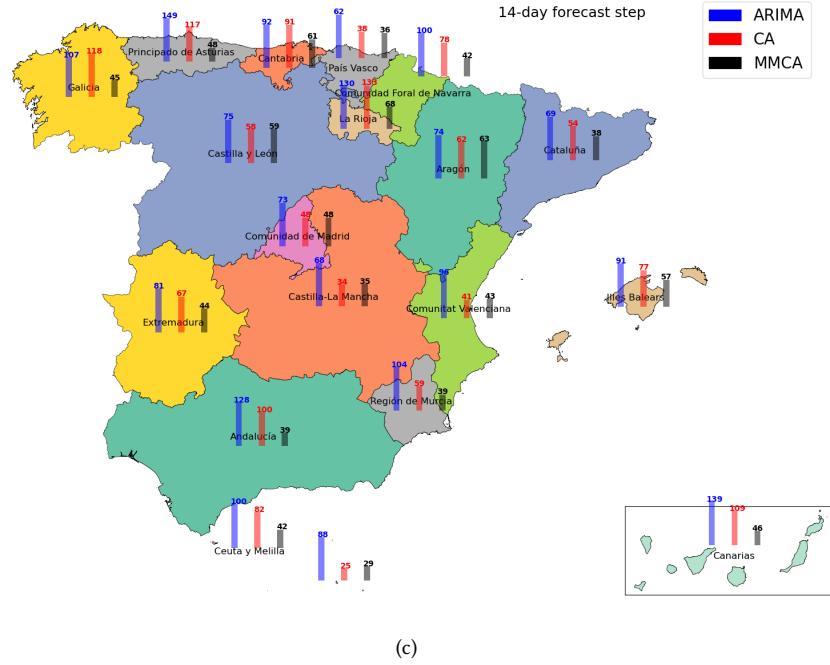 14-day forecast step
ARIMA
CA
MMCA
149
117
48
Principado de Asturias
92
91
61
Cantabria
62
38
36
País Vasco
100
78
42
Comunidad Foral de Navarra
107
118
45
Galicia
130
133
68
La Rioja
75
58
59
Castilla y León
74
62
63
Aragón
69
54
38
Cataluña
73
48
48
Comunidad de Madrid
68
34
35
Castilla-La Mancha
96
41
43
Comunitat Valenciana
91
77
57
Illes Balears
81
67
44
Extremadura
104
59
39
Región de Murcia
128
100
39
Andalucía
100
82
42
Ceuta y Melilla
88
25
29
139
109
46
Canarias
(c)